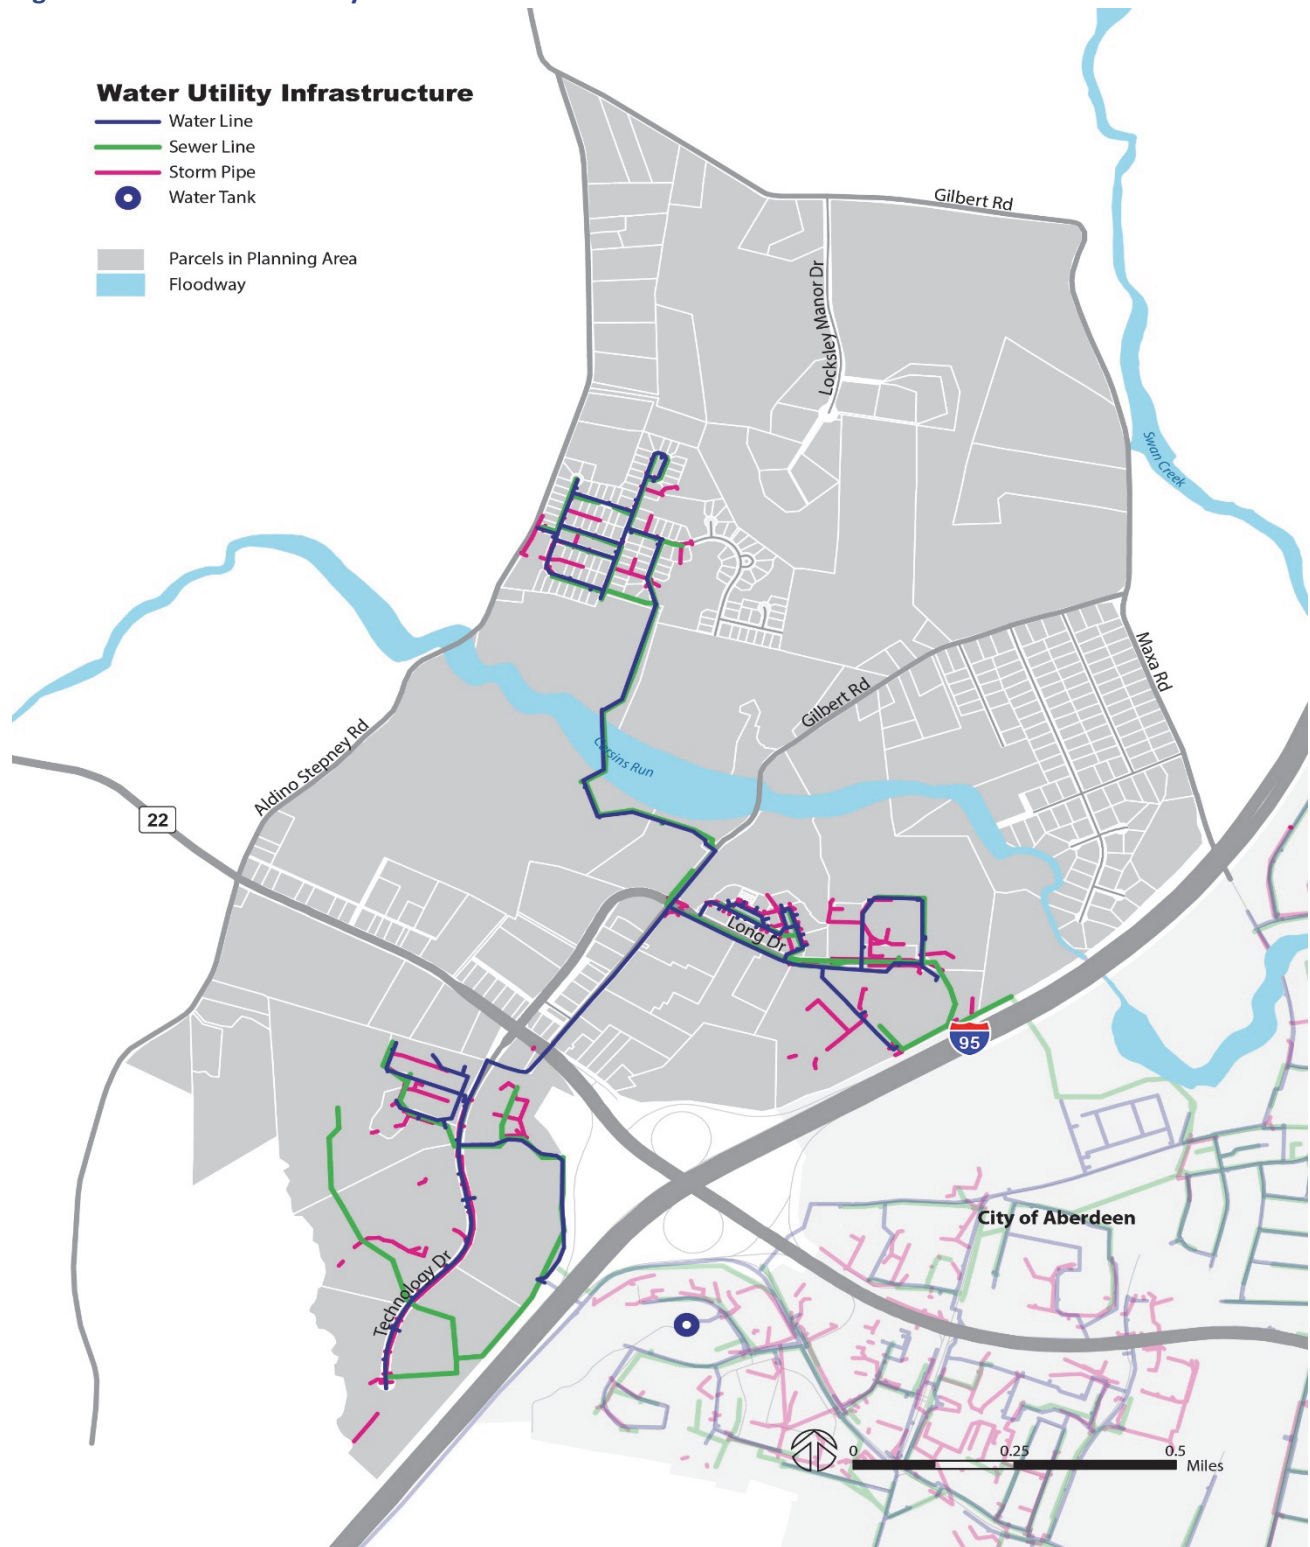 Water Utility Infrastructure
Water Line
Sewer Line
Storm Pipe
Water Tank
Parcels in Planning Area
Floodway
Gilbert Rd
Locksley Manor Dr
Swan Creek
Maxa Rd
Gilbert Rd
Carsins Run
Aldino Stepney Rd
22
Long Dr
95
City of Aberdeen
Technology Dr
0
0.25
0.5
Miles